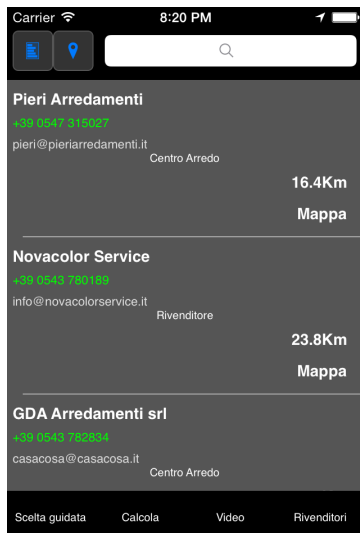 Carrier 8:20 PM
Pieri Arredamenti
+39 0547 315027
pieri@pieriarredamenti.it
Centro Arredo
16.4Km
Mappa
Novacolor Service
+39 0543 780189
info@novacolorservice.it
Rivenditore
23.8Km
Mappa
GDA Arredamenti srl
+39 0543 782834
casacosa@casacosa.it
Centro Arredo
Scelta guidata Calcola Video Rivenditori